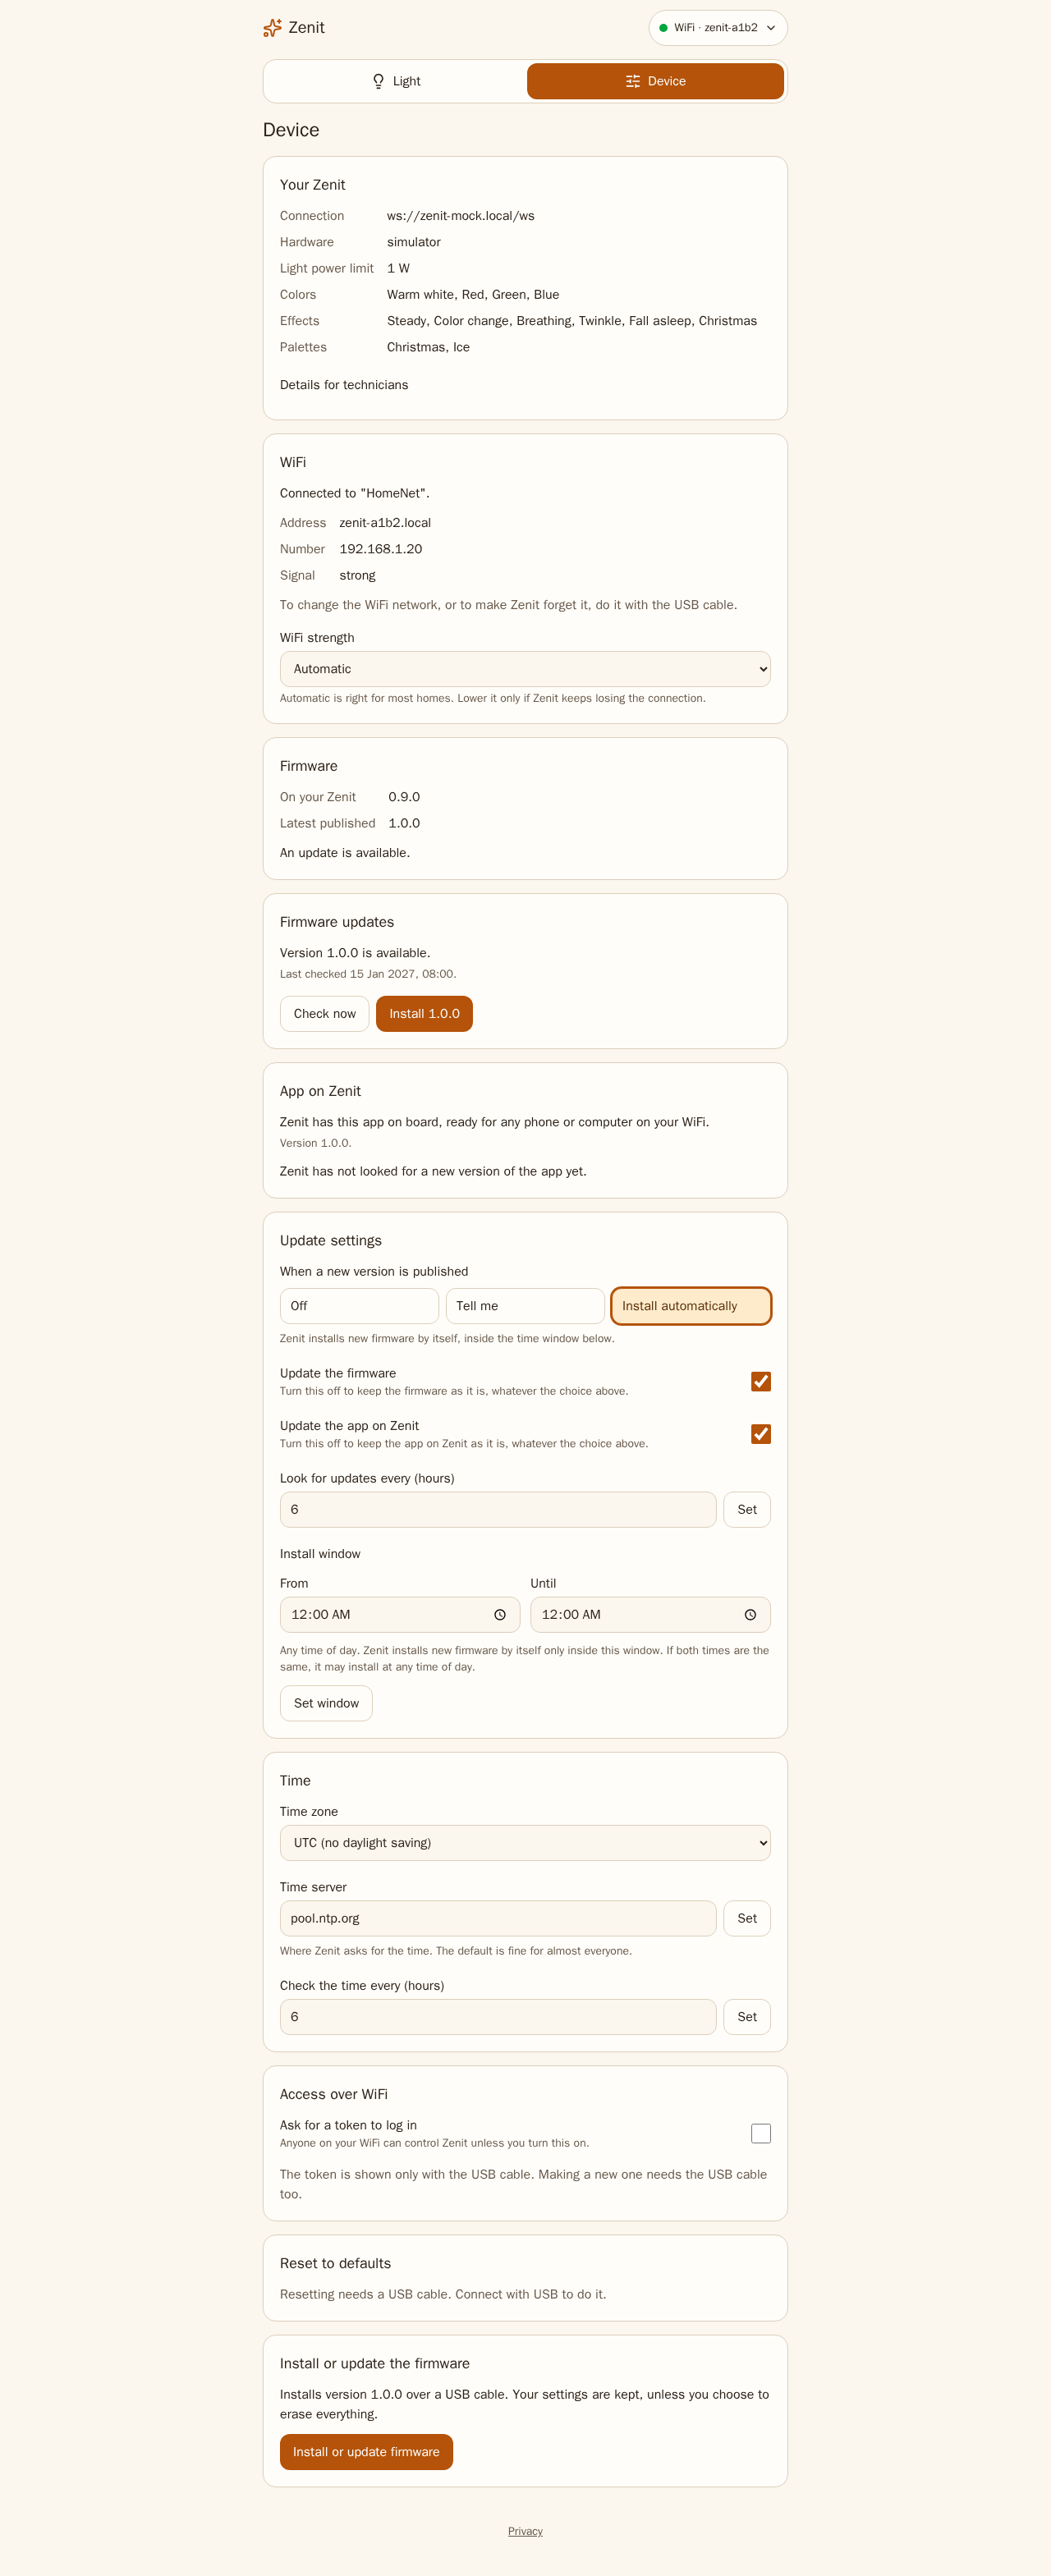 Zenit
WiFi · zenit-a1b2
Light
Device
Device
Your Zenit
Connection ws://zenit-mock.local/ws
Hardware simulator
Light power limit 1 W
Colors Warm white, Red, Green, Blue
Effects Steady, Color change, Breathing, Twinkle, Fall asleep, Christmas
Palettes Christmas, Ice
Details for technicians
WiFi
Connected to "HomeNet".
Address zenit-a1b2.local
Number 192.168.1.20
Signal strong
To change the WiFi network, or to make Zenit forget it, do it with the USB cable.
WiFi strength
Automatic
Automatic is right for most homes. Lower it only if Zenit keeps losing the connection.
Firmware
On your Zenit 0.9.0
Latest published 1.0.0
An update is available.
Firmware updates
Version 1.0.0 is available.
Last checked 15 Jan 2027, 08:00.
Check now
Install 1.0.0
App on Zenit
Zenit has this app on board, ready for any phone or computer on your WiFi.
Version 1.0.0.
Zenit has not looked for a new version of the app yet.
Update settings
When a new version is published
Off
Tell me
Install automatically
Zenit installs new firmware by itself, inside the time window below.
Update the firmware
Turn this off to keep the firmware as it is, whatever the choice above.
Update the app on Zenit
Turn this off to keep the app on Zenit as it is, whatever the choice above.
Look for updates every (hours)
6
Set
Install window
From
Until
12:00 AM
12:00 AM
Any time of day. Zenit installs new firmware by itself only inside this window. If both times are the
same, it may install at any time of day.
Set window
Time
Time zone
UTC (no daylight saving)
Time server
pool.ntp.org
Set
Where Zenit asks for the time. The default is fine for almost everyone.
Check the time every (hours)
6
Set
Access over WiFi
Ask for a token to log in
Anyone on your WiFi can control Zenit unless you turn this on.
The token is shown only with the USB cable. Making a new one needs the USB cable
too.
Reset to defaults
Resetting needs a USB cable. Connect with USB to do it.
Install or update the firmware
Installs version 1.0.0 over a USB cable. Your settings are kept, unless you choose to
erase everything.
Install or update firmware
Privacy